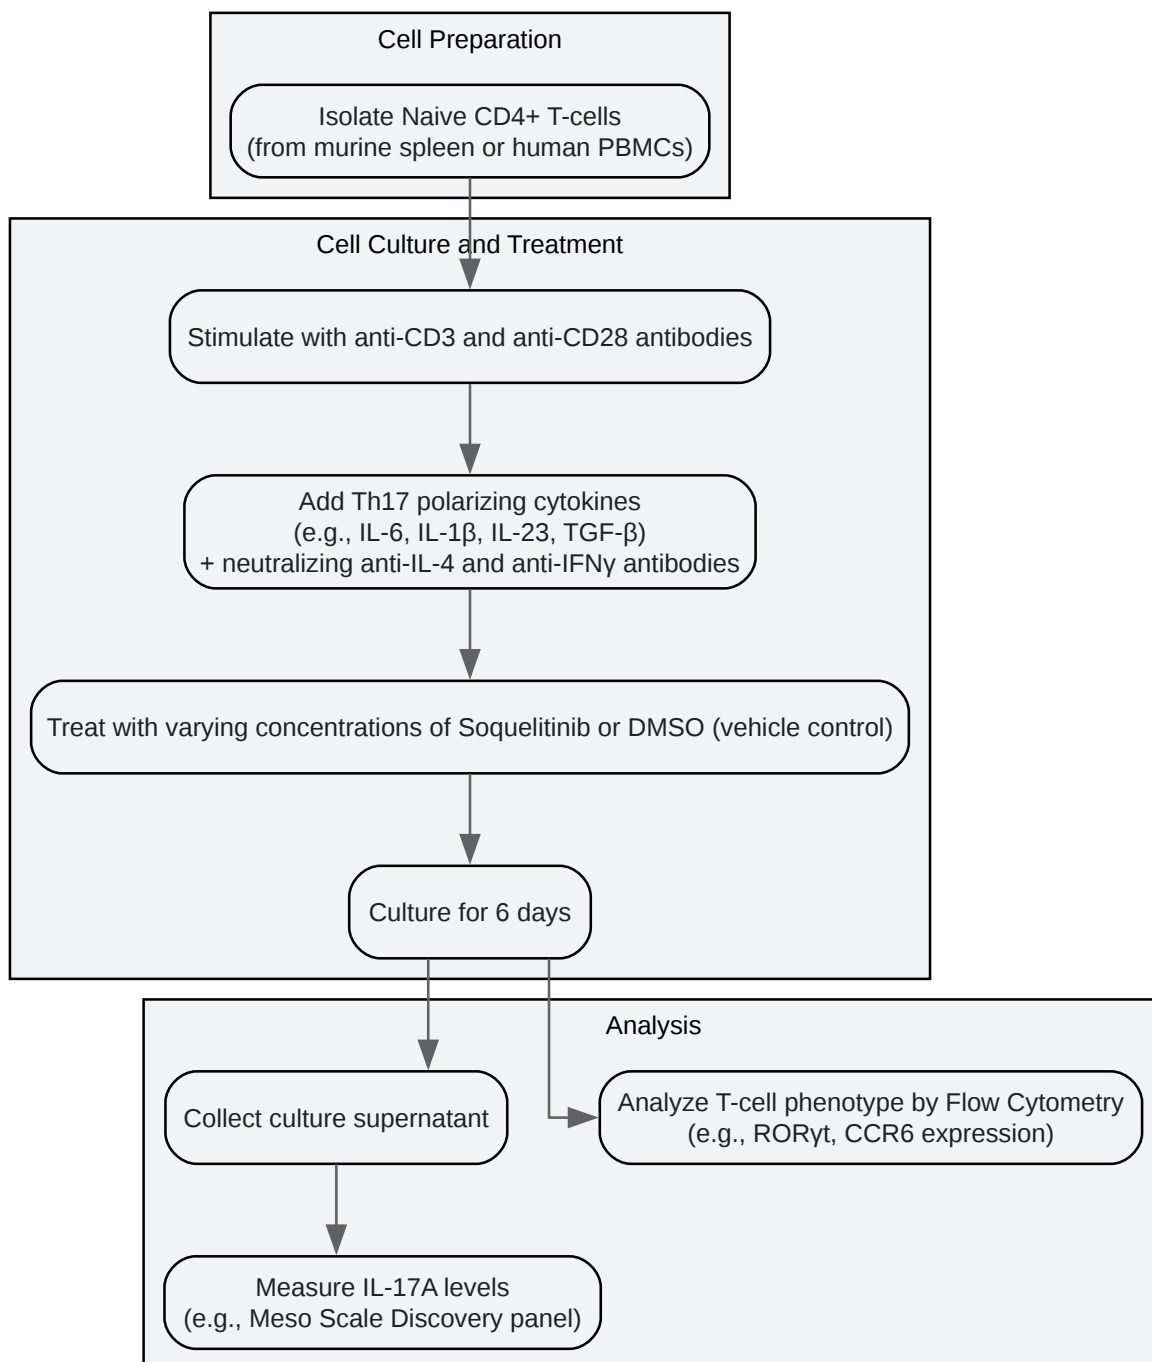 Cell Preparation
Isolate Naive CD4+ T-cells
(from murine spleen or human PBMCs)
Cell Culture and Treatment
Stimulate with anti-CD3 and anti-CD28 antibodies
Add Th17 polarizing cytokines
(e.g., IL-6, IL-1β, IL-23, TGF-β)
+ neutralizing anti-IL-4 and anti-IFNγ antibodies
Treat with varying concentrations of Soquelitinib or DMSO (vehicle control)
Culture for 6 days
Analysis
Collect culture supernatant
Analyze T-cell phenotype by Flow Cytometry
(e.g., RORγt, CCR6 expression)
Measure IL-17A levels
(e.g., Meso Scale Discovery panel)